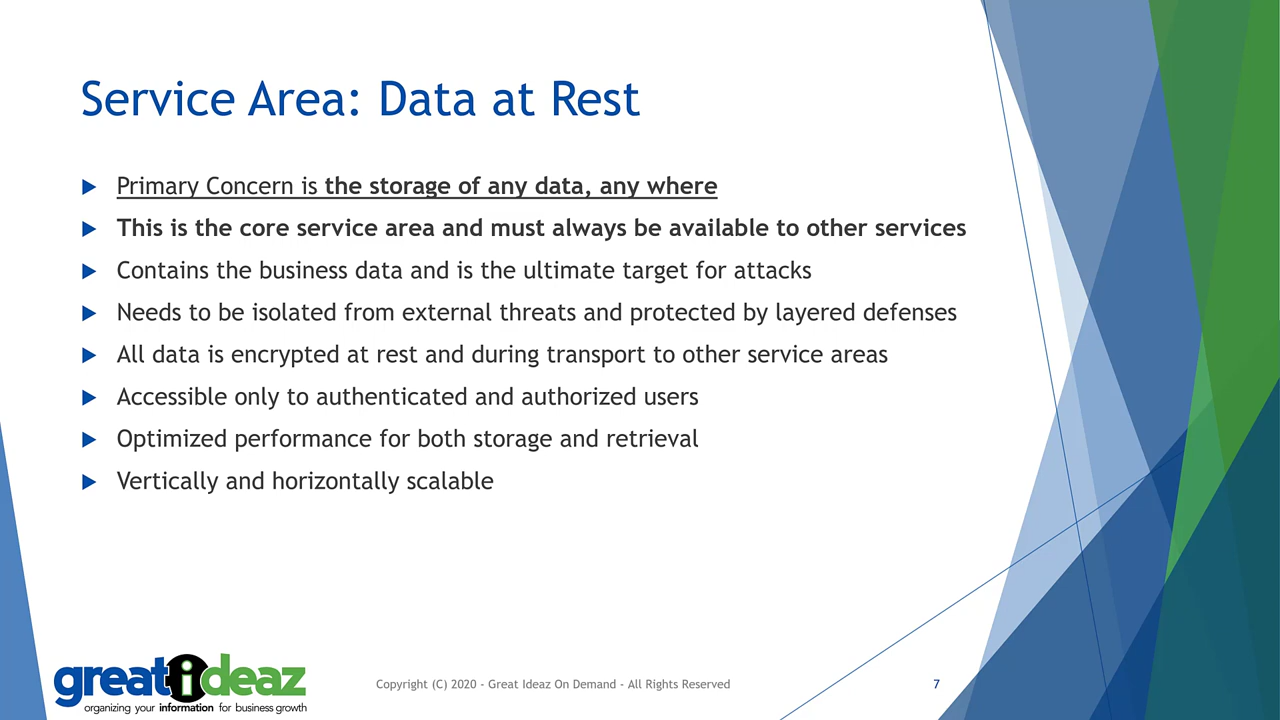 Service Area: Data at Rest
Primary Concern is the storage of any data, any where
This is the core service area and must always be available to other services
Contains the business data and is the ultimate target for attacks
Needs to be isolated from external threats and protected by layered defenses
All data is encrypted at rest and during transport to other service areas
Accessible only to authenticated and authorized users
Optimized performance for both storage and retrieval
Vertically and horizontally scalable
greatideaz
organizing your information for business growth
Copyright (C) 2020 - Great Ideaz On Demand - All Rights Reserved
7